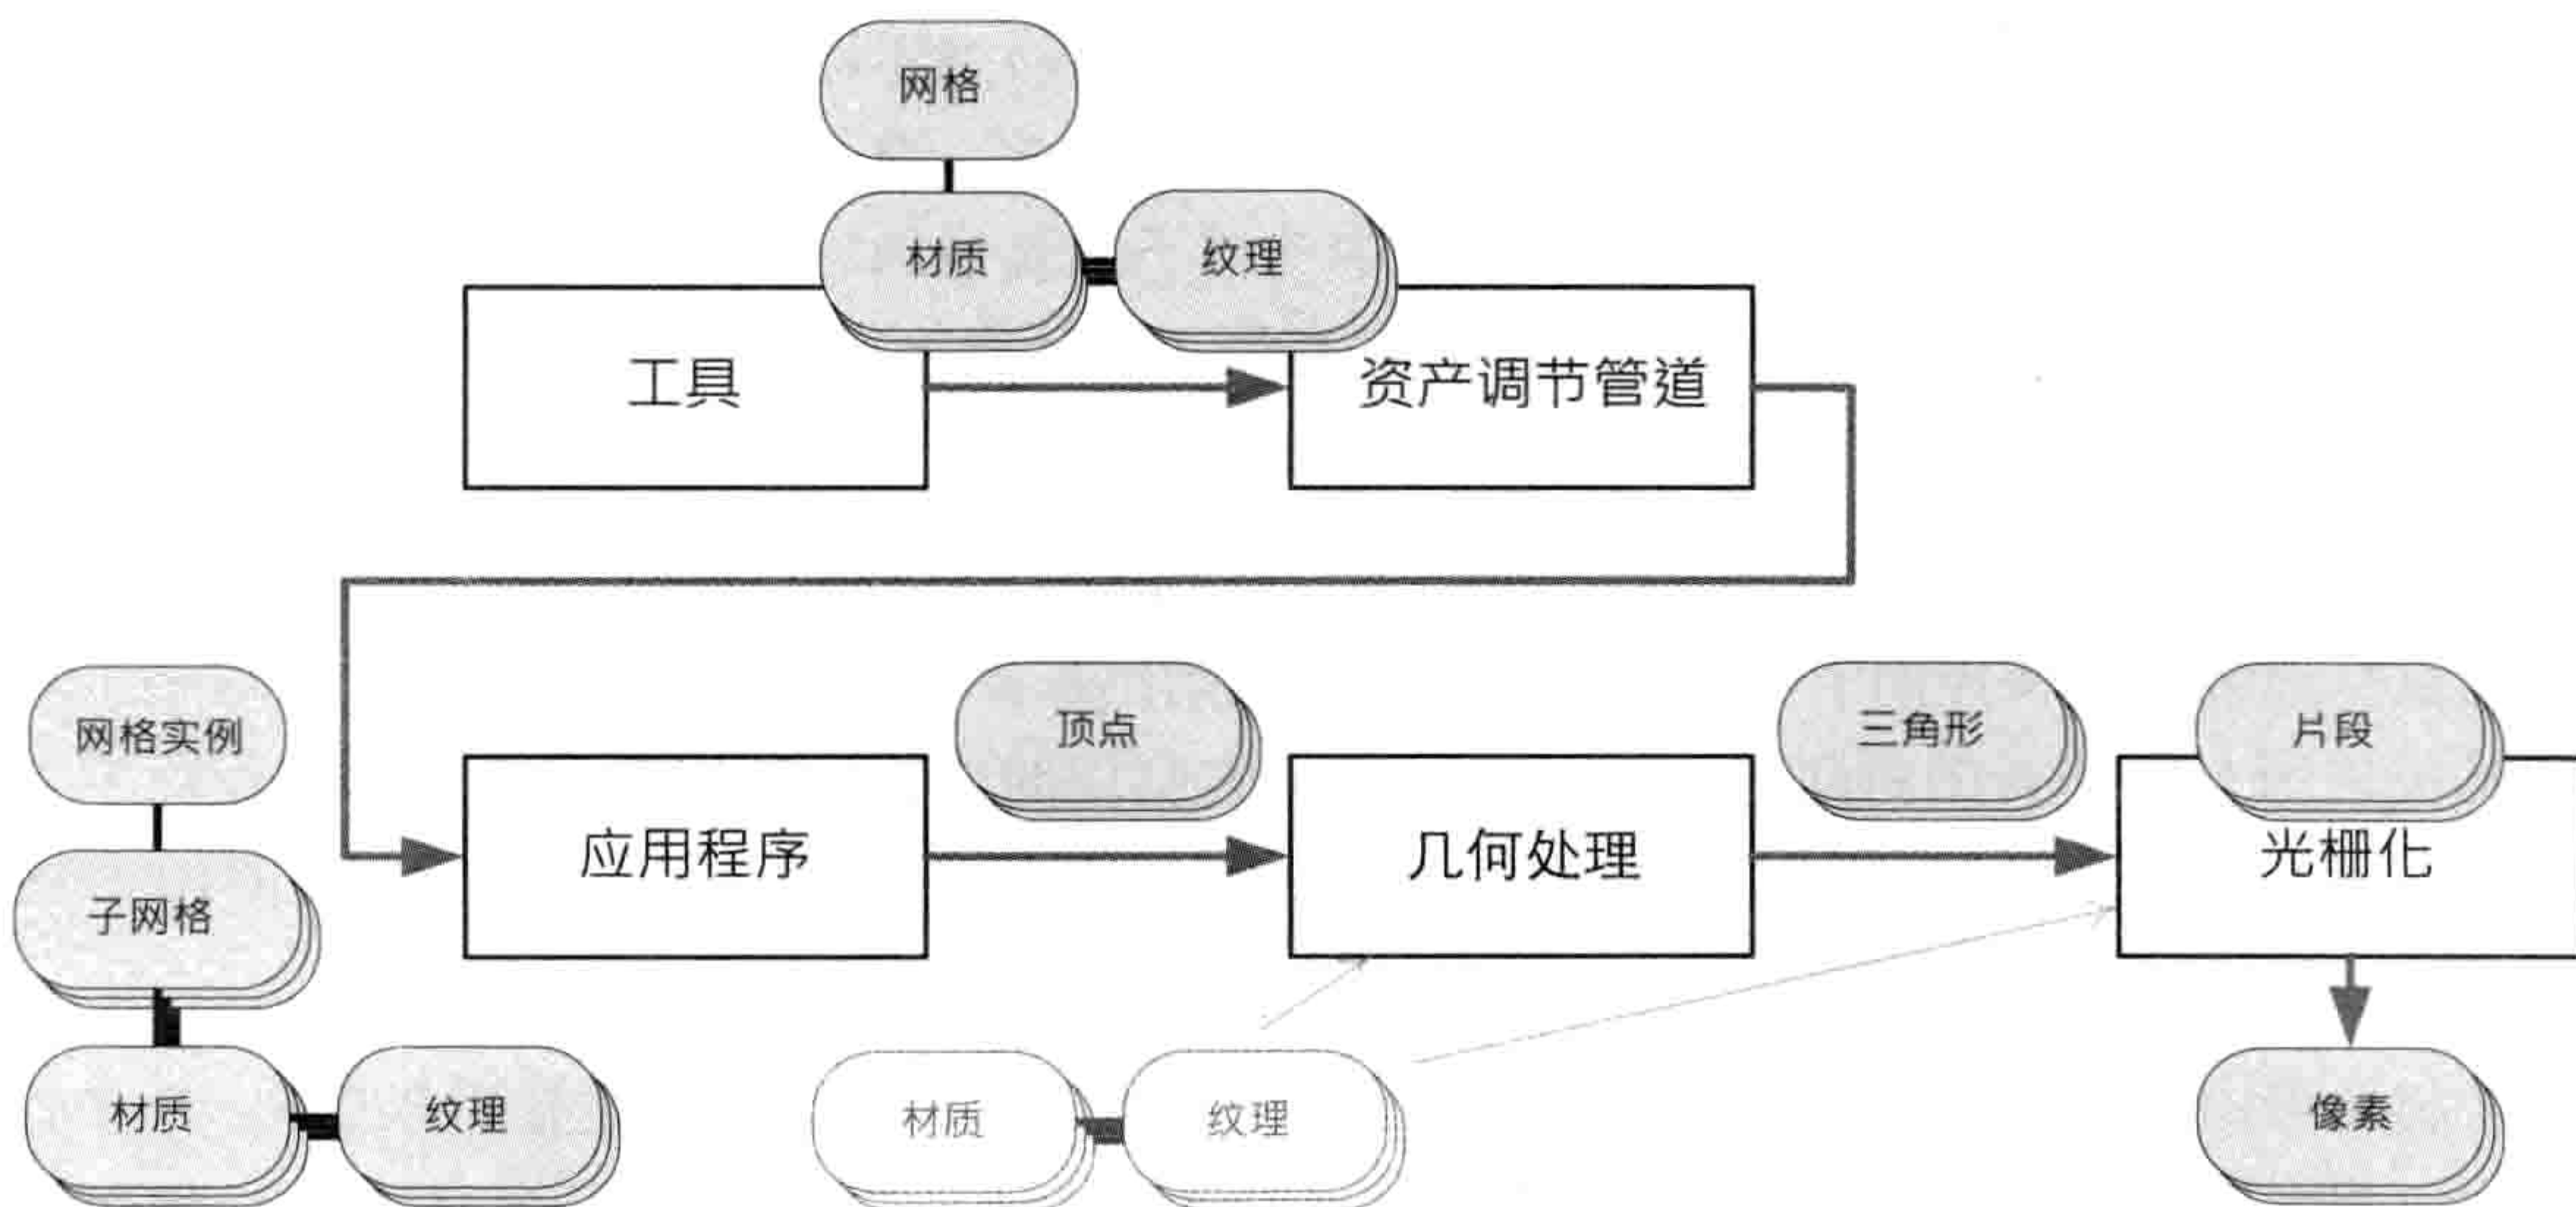 网格
材质
纹理
工具
资产调节管道
网格实例
顶点
三角形
片段
应用程序
几何处理
光栅化
子网格
材质
纹理
材质
纹理
像素